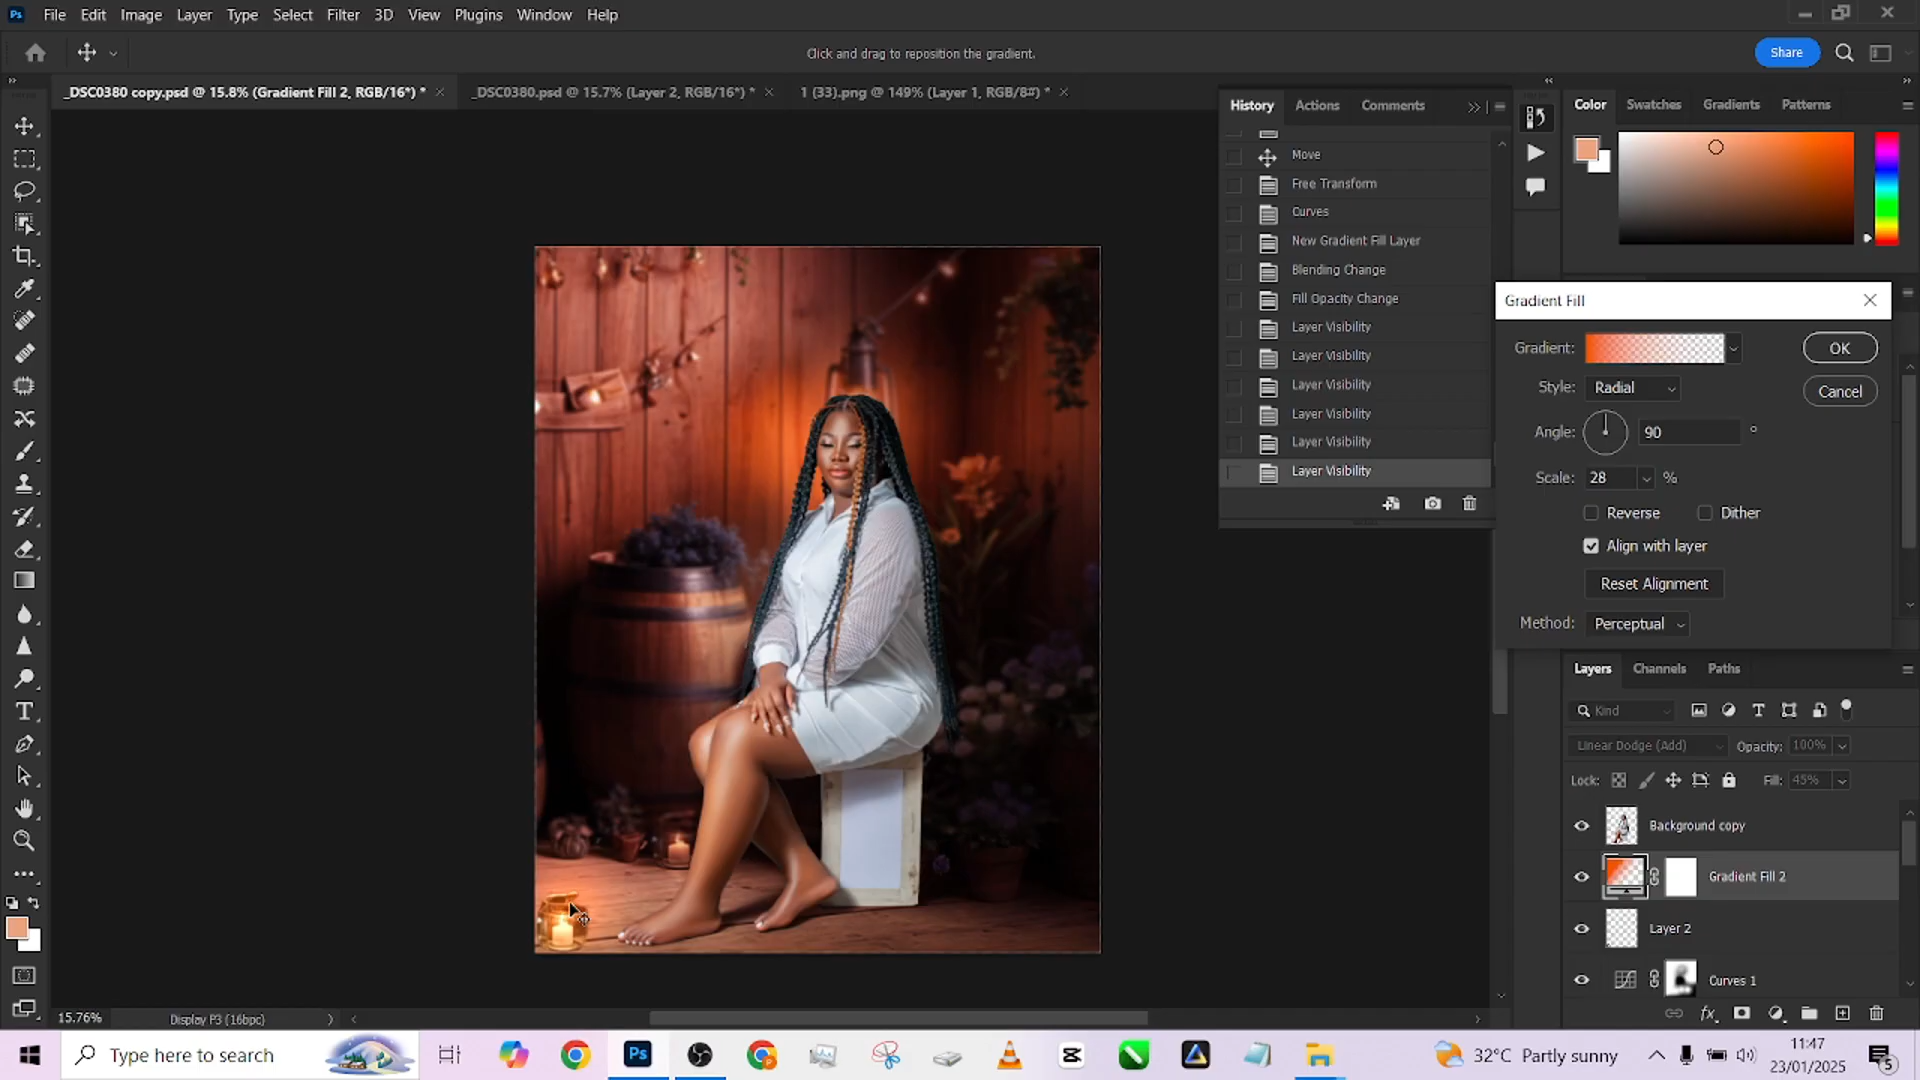 Ps File Edit Image Layer Type Select Filter 3D View Plugins Window Help
Click and drag to reposition the gradient. Share
_DSC0380 copy.psd @ 15.8% (Gradient Fill 2, RGB/16*) * _DSC0380.psd @ 15.7% (Layer 2, RGB/16*) * 1 (33).png @ 149% (Layer 1, RGB/8#) *
History Actions Comments
Move
Free Transform
Curves
New Gradient Fill Layer
Blending Change
Fill Opacity Change
Layer Visibility
Layer Visibility
Layer Visibility
Layer Visibility
Layer Visibility
Layer Visibility
Color Swatches Gradients Patterns
Gradient Fill
Gradient: OK
Style: Radial
Cancel
Angle: 90 °
Scale: 28 %
Reverse Dither
Align with layer
Reset Alignment
Method: Perceptual
Layers Channels Paths
Kind
Linear Dodge (Add) Opacity: 100%
Lock: Fill: 45%
Background copy
Gradient Fill 2
Layer 2
Curves 1
fx
15.76% Display P3 (16bpc)
Type here to search
Ps
32°C Partly sunny
11:47
23/01/2025
5